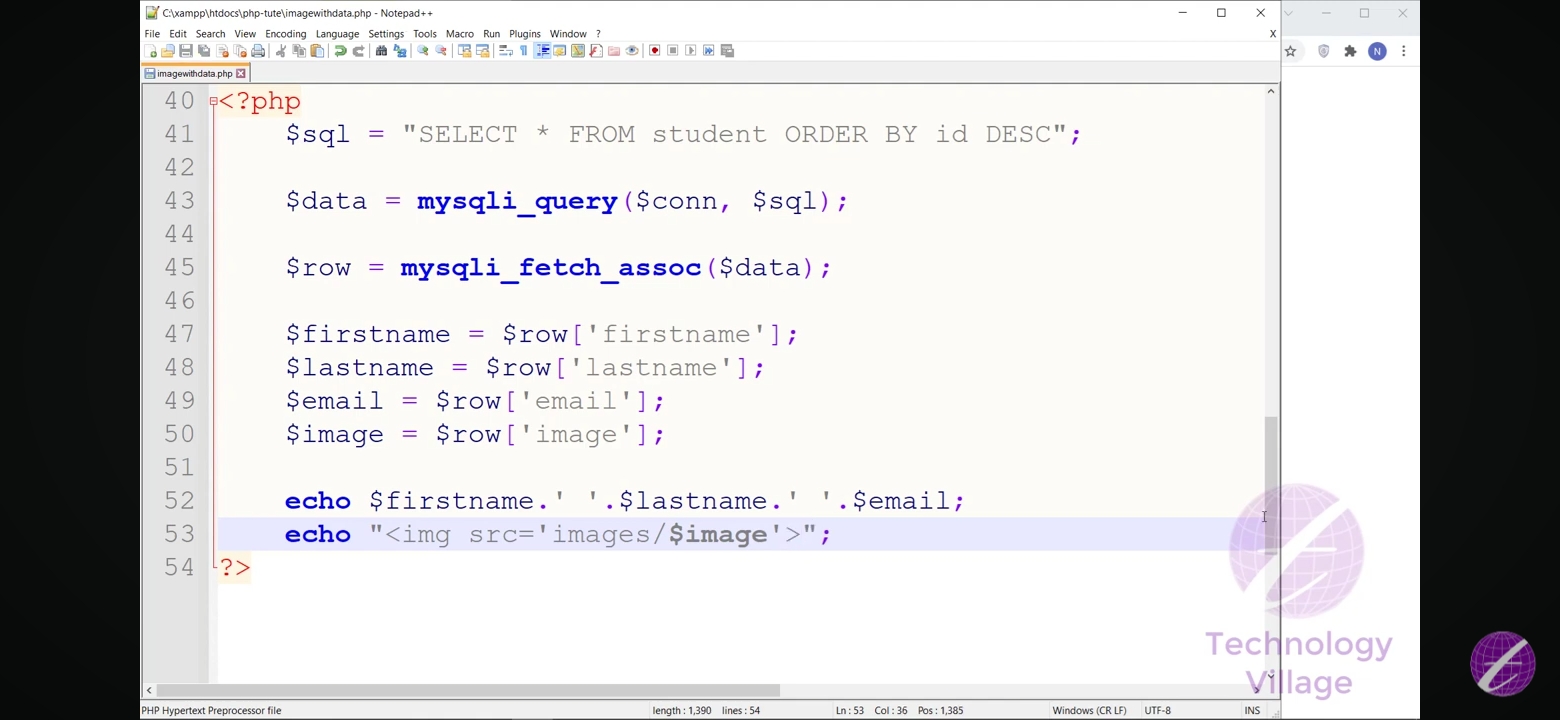 C:\xampp\htdocs\php-tute\imagewithdata.php - Notepad++
File Edit Search View Encoding Language Settings Tools Macro Run Plugins Window ? X
N
imagewithdata.php
40 <?php
41 $sql = "SELECT * FROM student ORDER BY id DESC";
42
43 $data = mysqli_query($conn, $sql);
44
45 $row = mysqli_fetch_assoc($data);
46
47 $firstname = $row['firstname'];
48 $lastname = $row['lastname'];
49 $email = $row['email'];
50 $image = $row['image'];
51
52 echo $firstname.' '.$lastname.' '.$email;
53 echo "<img src='images/$image'>";
54 ?>
Technology
Village
PHP Hypertext Preprocessor file length : 1,390 lines : 54 Ln : 53 Col : 36 Pos : 1,385 Windows (CR LF) UTF-8 INS